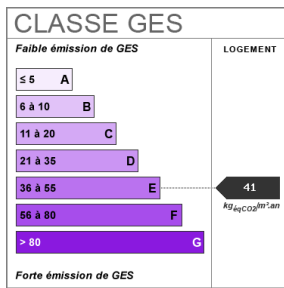 CLASSE GES
Faible émission de GES
LOGEMENT
≤ 5 A
6 à 10 B
11 à 20 C
21 à 35 D
36 à 55 E
41
kgéqCO2/m².an
56 à 80 F
> 80 G
Forte émission de GES